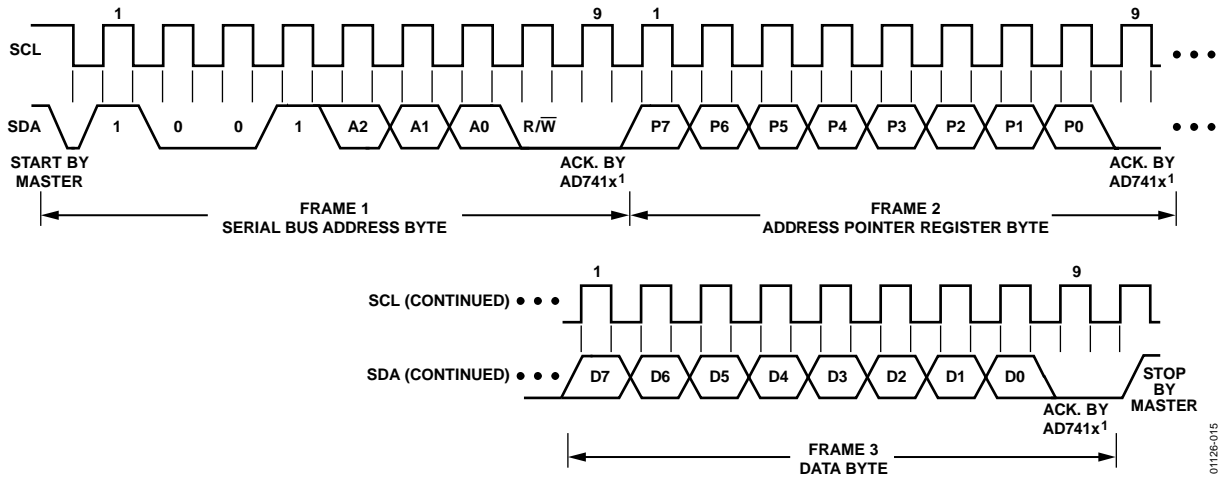 1 9 1 9
SCL
SDA 1 0 0 1 A2 A1 A0 R/W̅ P7 P6 P5 P4 P3 P2 P1 P0
START BY
MASTER
ACK. BY
AD741x1
ACK. BY
AD741x1
FRAME 1
SERIAL BUS ADDRESS BYTE
FRAME 2
ADDRESS POINTER REGISTER BYTE
1 9
SCL (CONTINUED)
SDA (CONTINUED) D7 D6 D5 D4 D3 D2 D1 D0
STOP
BY
MASTER
ACK. BY
AD741x1
FRAME 3
DATA BYTE
01126-015